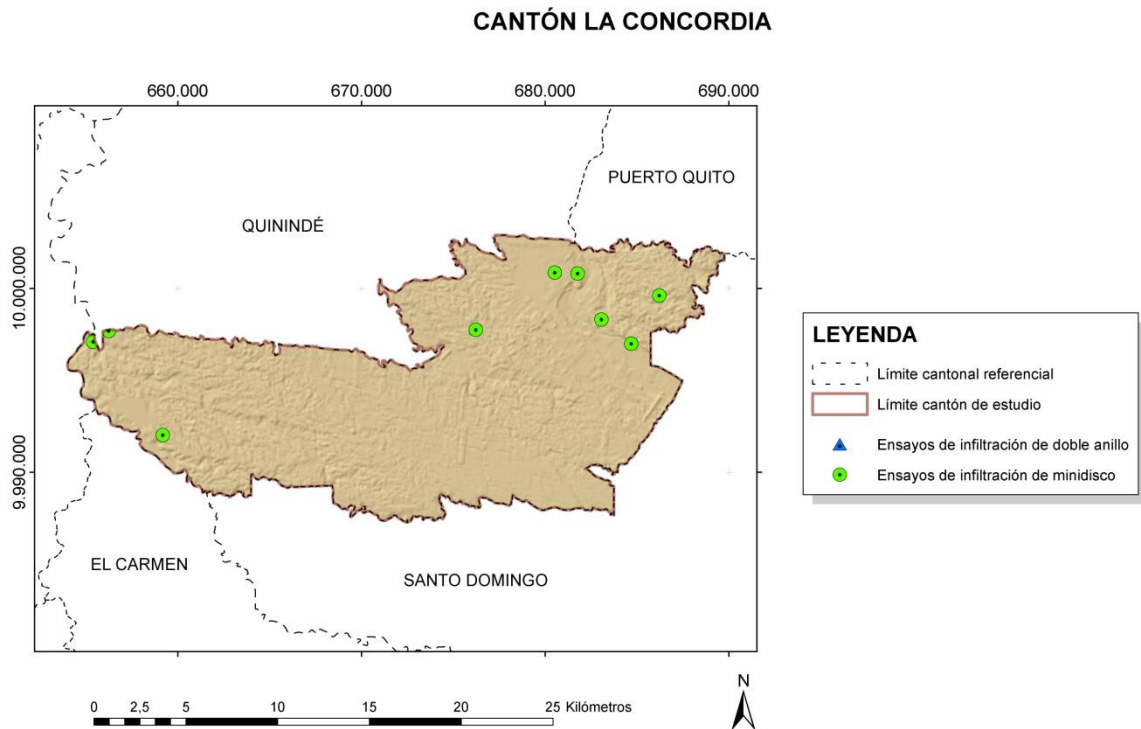 CANTÓN LA CONCORDIA
660.000 670.000 680.000 690.000
PUERTO QUITO
QUININDÉ
10.000.000
9.990.000
EL CARMEN
SANTO DOMINGO
LEYENDA
Límite cantonal referencial
Límite cantón de estudio
Ensayos de infiltración de doble anillo
Ensayos de infiltración de minidisco
N
0 2,5 5 10 15 20 25 Kilómetros